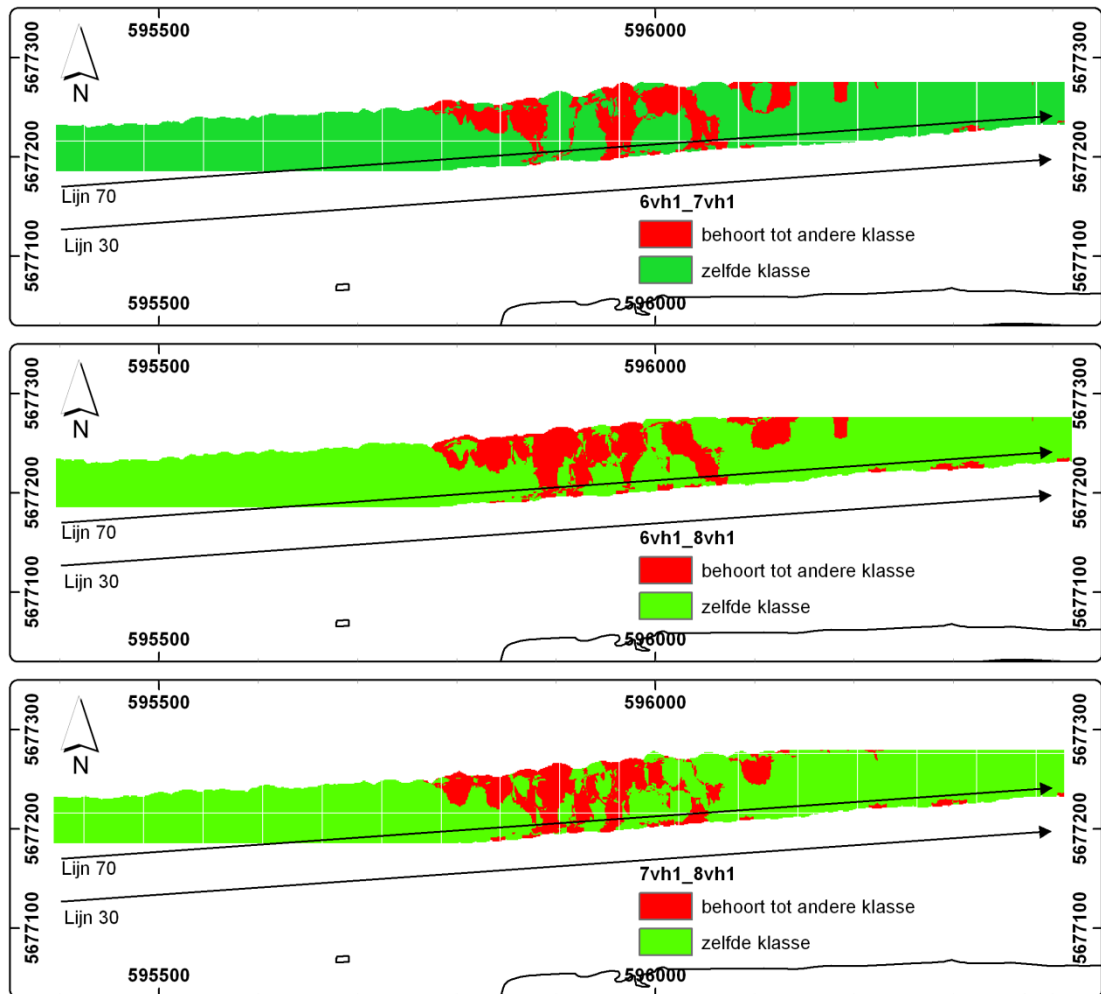 595500 596000
5677300 5677300
N
5677200 5677200
Lijn 70
6vh1_7vh1
Lijn 30
behoort tot andere klasse
5677100 5677100
zelfde klasse
595500 596000
595500 596000
5677300 5677300
N
5677200 5677200
Lijn 70
6vh1_8vh1
Lijn 30
behoort tot andere klasse
5677100 5677100
zelfde klasse
595500 596000
595500 596000
5677300 5677300
N
5677200 5677200
Lijn 70
7vh1_8vh1
Lijn 30
behoort tot andere klasse
5677100 5677100
zelfde klasse
595500 596000